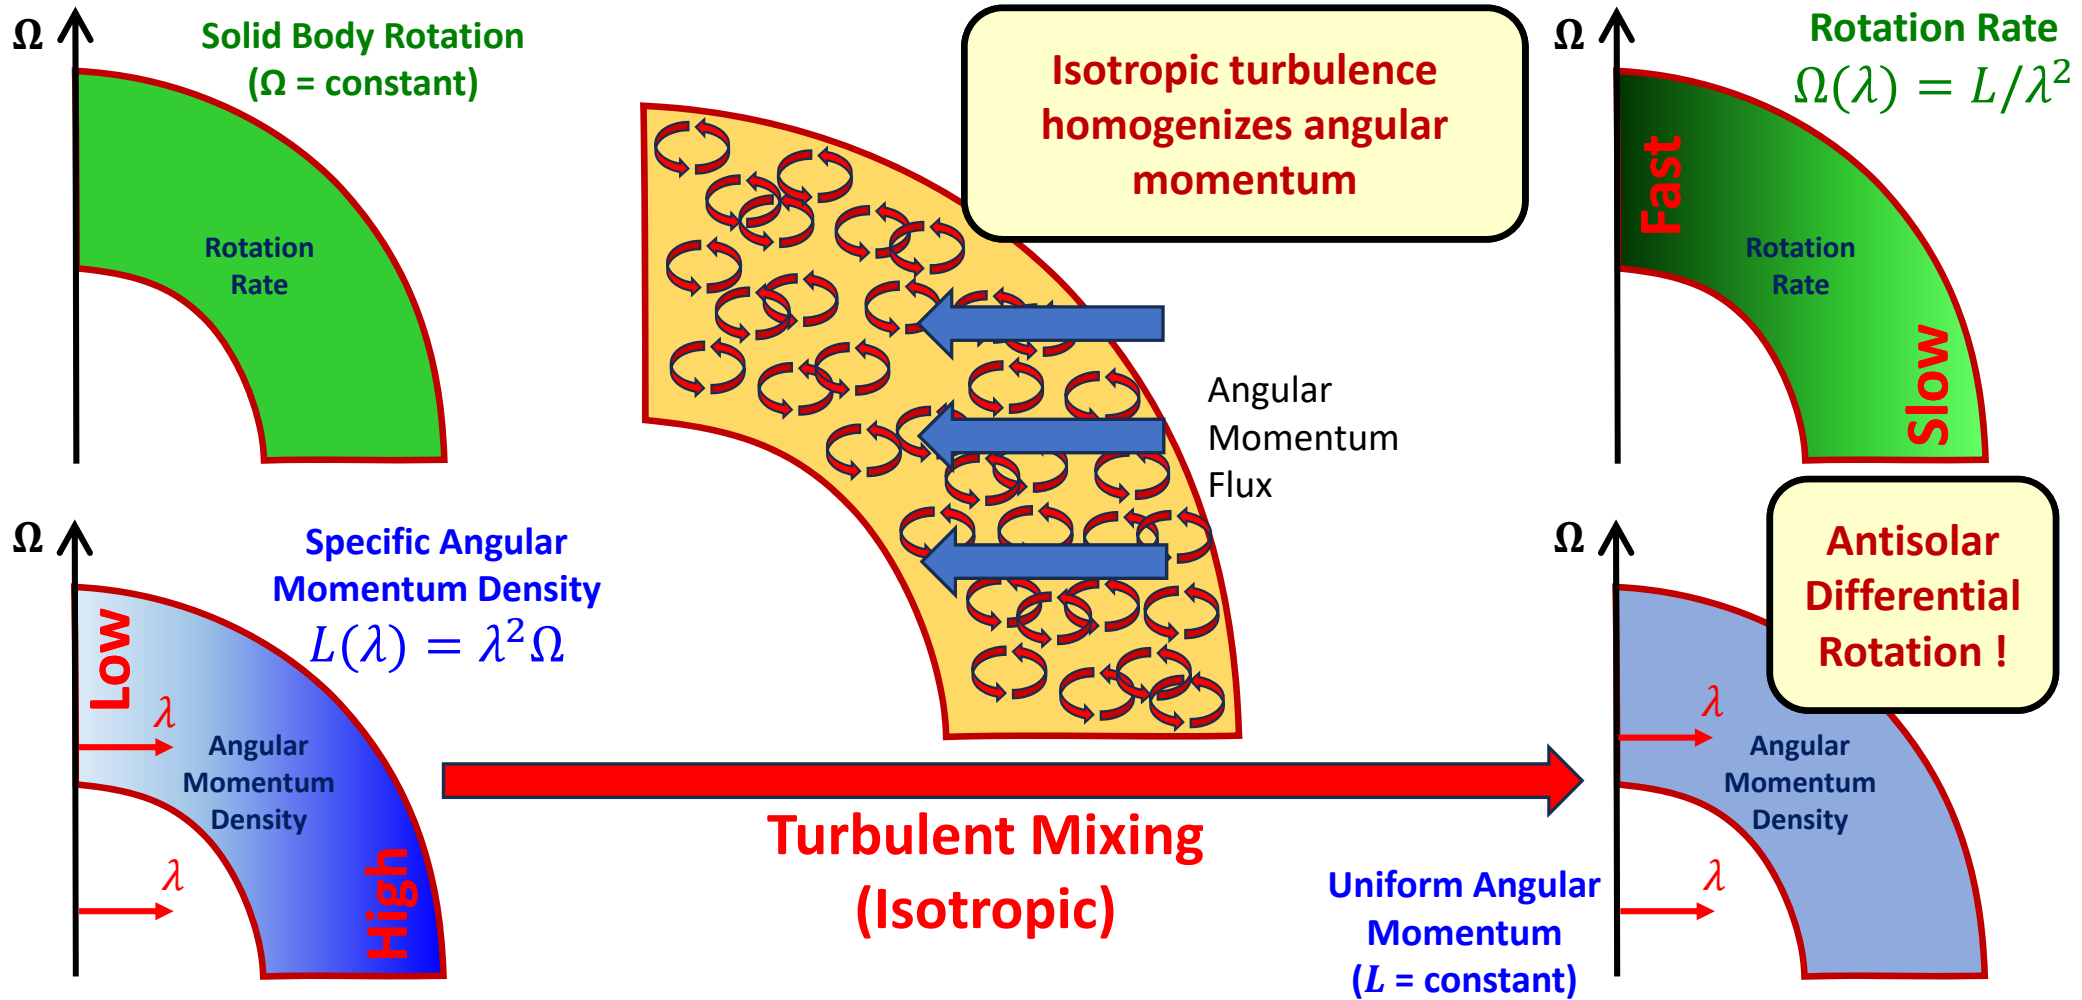 Ω
Solid Body Rotation
(Ω = constant)
Rotation
Rate
Isotropic turbulence
homogenizes angular
momentum
Ω
Rotation Rate
Ω(λ) = L/λ²
Fast
Rotation
Rate
Slow
Angular
Momentum
Flux
Ω
Specific Angular
Momentum Density
L(λ) = λ²Ω
Low
λ
Angular
Momentum
Density
λ
High
Turbulent Mixing
(Isotropic)
Ω
Antisolar
Differential
Rotation !
λ
Angular
Momentum
Density
λ
Uniform Angular
Momentum
(L = constant)